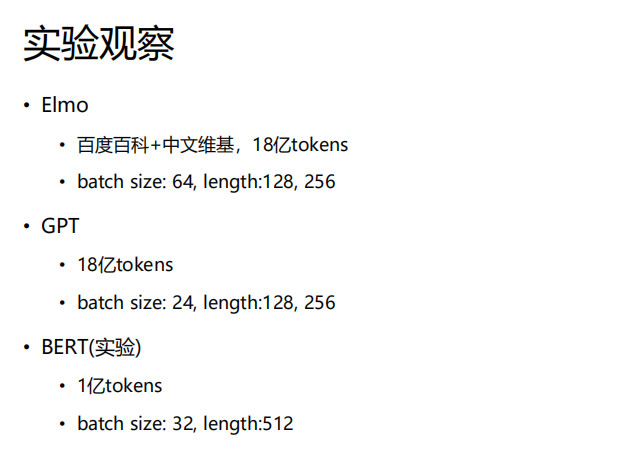 实验观察
• Elmo
• 百度百科+中文维基，18亿tokens
• batch size: 64, length:128, 256
• GPT
• 18亿tokens
• batch size: 24, length:128, 256
• BERT(实验)
• 1亿tokens
• batch size: 32, length:512